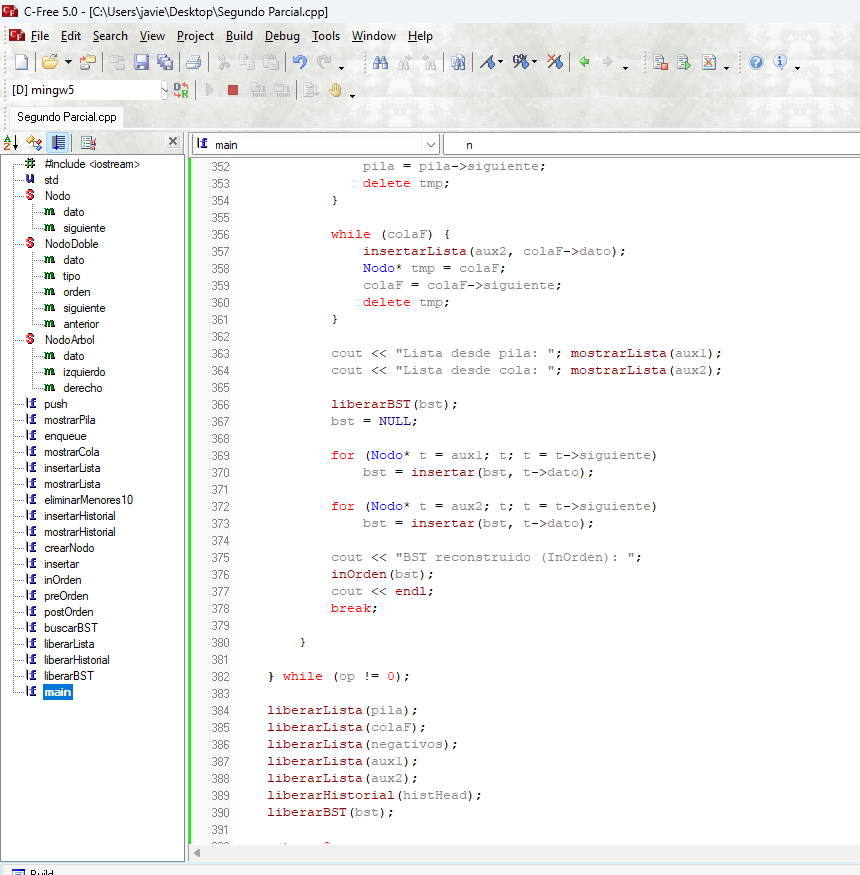 C-Free 5.0 - [C:\Users\javie\Desktop\Segundo Parcial.cpp]
File Edit Search View Project Build Debug Tools Window Help
[D] mingw5
Segundo Parcial.cpp
main
n
#include <iostream>
std
Nodo
dato
siguiente
NodoDoble
dato
tipo
orden
siguiente
anterior
NodoArbol
dato
izquierdo
derecho
push
mostrarPila
enqueue
mostrarCola
insertarLista
mostrarLista
eliminarMenores10
insertarHistorial
mostrarHistorial
crearNodo
insertar
inOrden
preOrden
postOrden
buscarBST
liberarLista
liberarHistorial
liberarBST
main
352 pila = pila->siguiente;
353 delete tmp;
354 }
355
356 while (colaF) {
357 insertarLista(aux2, colaF->dato);
358 Nodo* tmp = colaF;
359 colaF = colaF->siguiente;
360 delete tmp;
361 }
362
363 cout << "Lista desde pila: "; mostrarLista(aux1);
364 cout << "Lista desde cola: "; mostrarLista(aux2);
365
366 liberarBST(bst);
367 bst = NULL;
368
369 for (Nodo* t = aux1; t; t = t->siguiente)
370 bst = insertar(bst, t->dato);
371
372 for (Nodo* t = aux2; t; t = t->siguiente)
373 bst = insertar(bst, t->dato);
374
375 cout << "BST reconstruido (InOrden): ";
376 inOrden(bst);
377 cout << endl;
378 break;
379
380 }
381
382 } while (op != 0);
383
384 liberarLista(pila);
385 liberarLista(colaF);
386 liberarLista(negativos);
387 liberarLista(aux1);
388 liberarLista(aux2);
389 liberarHistorial(histHead);
390 liberarBST(bst);
391
Build